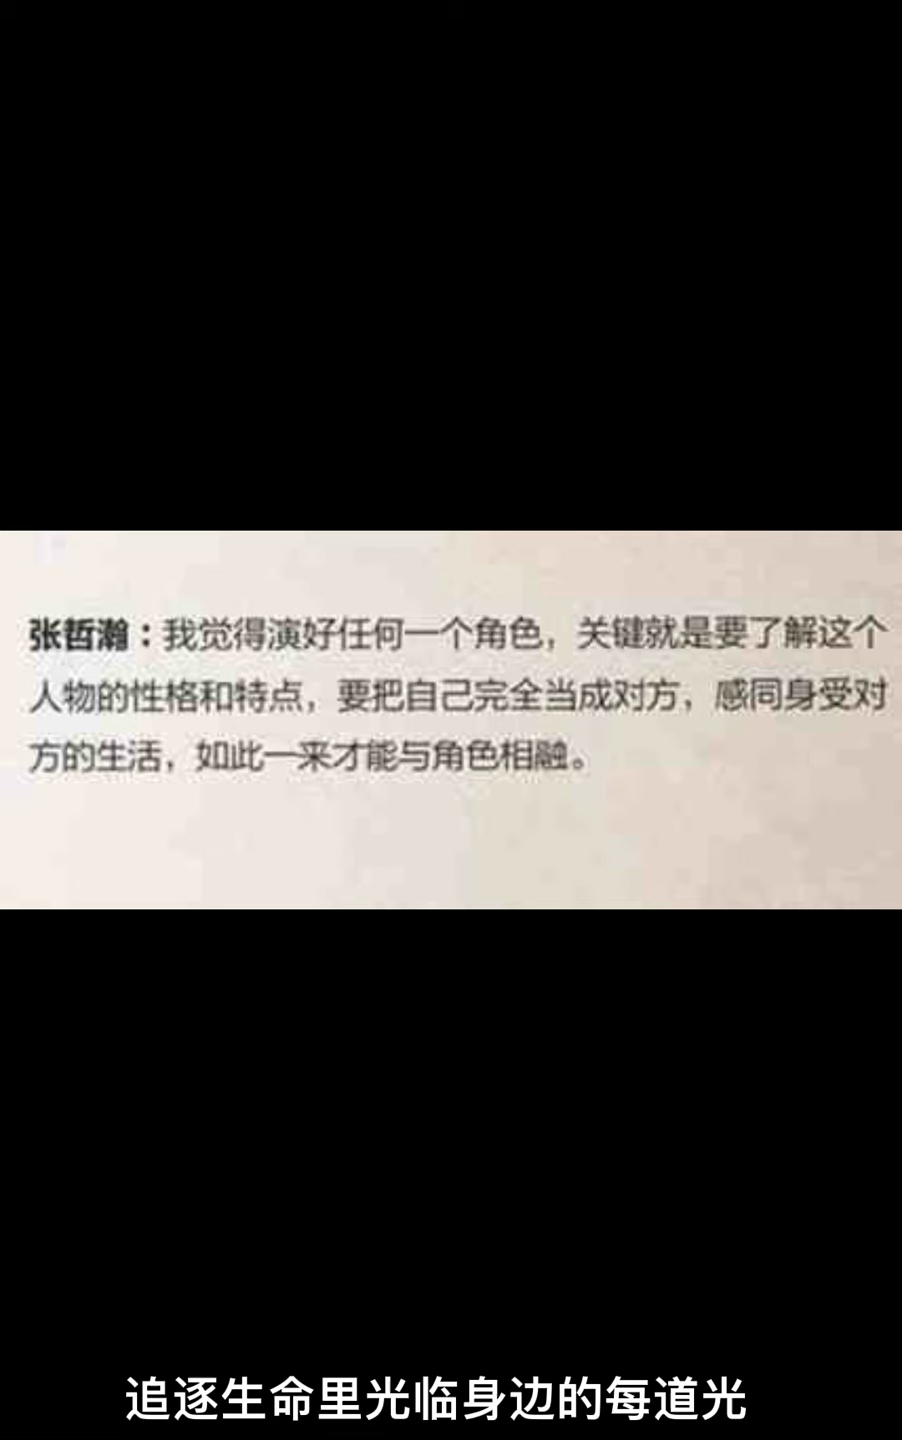 张哲瀚：我觉得演好任何一个角色，关键就是要了解这个
人物的性格和特点，要把自己完全当成对方，感同身受对
方的生活，如此一来才能与角色相融。
追逐生命里光临身边的每道光